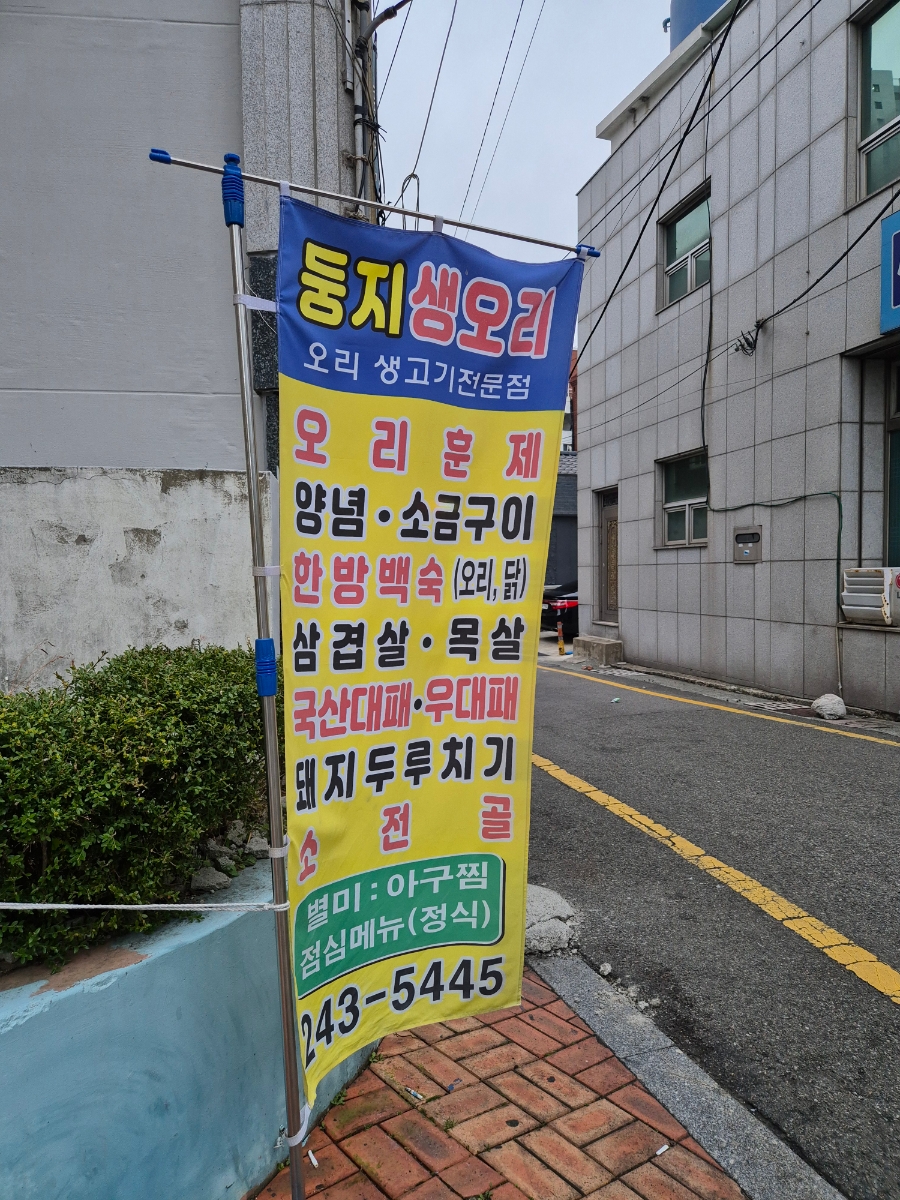 둥지생오리
오리 생고기전문점
오리훈제
양념·소금구이
한방백숙(오리, 닭)
삼겹살·목살
국산대패·우대패
돼지두루치기
소전골
별미:아구찜
점심메뉴(정식)
243-5445